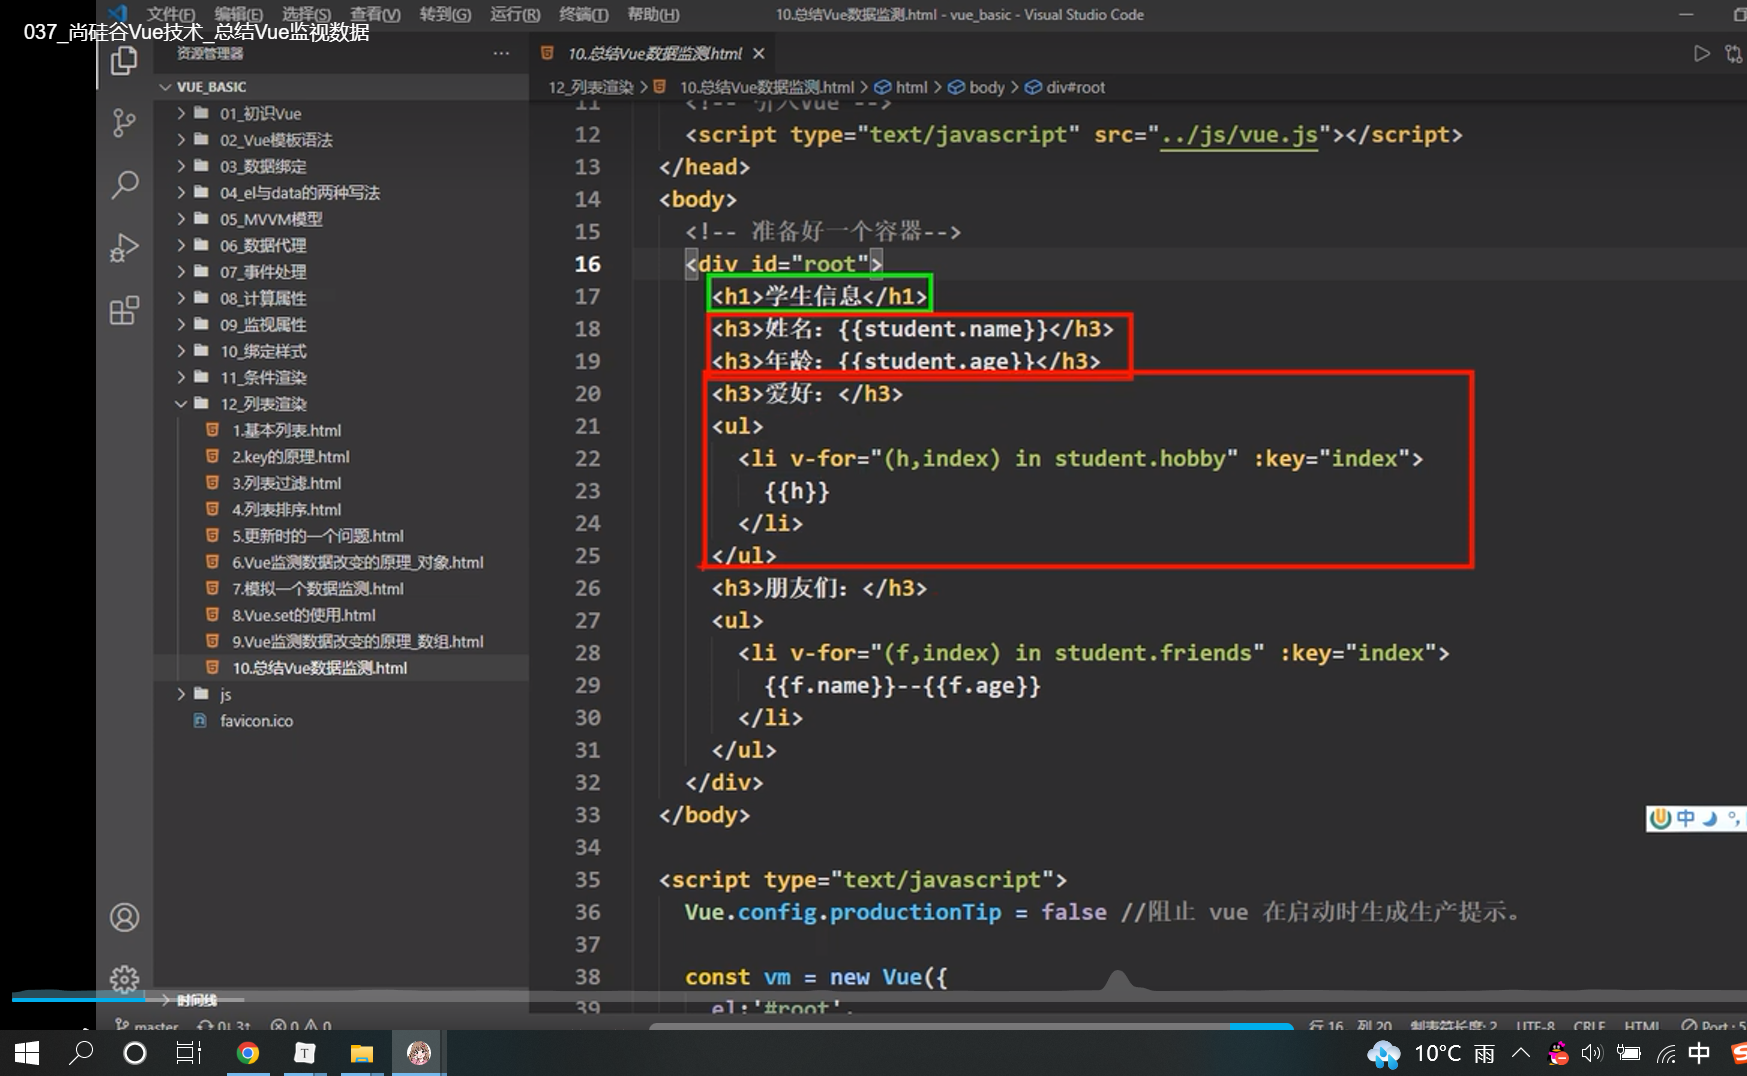 文件(F) 编辑(E) 选择(S) 查看(V) 转到(G) 运行(R) 终端(T) 帮助(H) 10.总结Vue数据监测.html - vue_basic - Visual Studio Code
037_尚硅谷Vue技术_总结Vue监视数据
资源管理器 ···
VUE_BASIC
01_初识Vue
02_Vue模板语法
03_数据绑定
04_el与data的两种写法
05_MVVM模型
06_数据代理
07_事件处理
08_计算属性
09_监视属性
10_绑定样式
11_条件渲染
12_列表渲染
1.基本列表.html
2.key的原理.html
3.列表过滤.html
4.列表排序.html
5.更新时的一个问题.html
6.Vue监测数据改变的原理_对象.html
7.模拟一个数据监测.html
8.Vue.set的使用.html
9.Vue监测数据改变的原理_数组.html
10.总结Vue数据监测.html
js
favicon.ico
时间线
10.总结Vue数据监测.html ×
12_列表渲染 > 10.总结Vue数据监测.html > html > body > div#root
11 <!-- 引入Vue -->
12 <script type="text/javascript" src="../js/vue.js"></script>
13 </head>
14 <body>
15 <!-- 准备好一个容器-->
16 <div id="root">
17 <h1>学生信息</h1>
18 <h3>姓名：{{student.name}}</h3>
19 <h3>年龄：{{student.age}}</h3>
20 <h3>爱好：</h3>
21 <ul>
22 <li v-for="(h,index) in student.hobby" :key="index">
23 {{h}}
24 </li>
25 </ul>
26 <h3>朋友们：</h3>
27 <ul>
28 <li v-for="(f,index) in student.friends" :key="index">
29 {{f.name}}--{{f.age}}
30 </li>
31 </ul>
32 </div>
33 </body>
34
35 <script type="text/javascript">
36 Vue.config.productionTip = false //阻止 vue 在启动时生成生产提示。
37
38 const vm = new Vue({
39 el:'#root',
中
master 0↓ 3↑ 0 0 行 16，列 20 制表符长度: 2 UTF-8 CRLF HTML Port : 5
T 10°C 雨 中